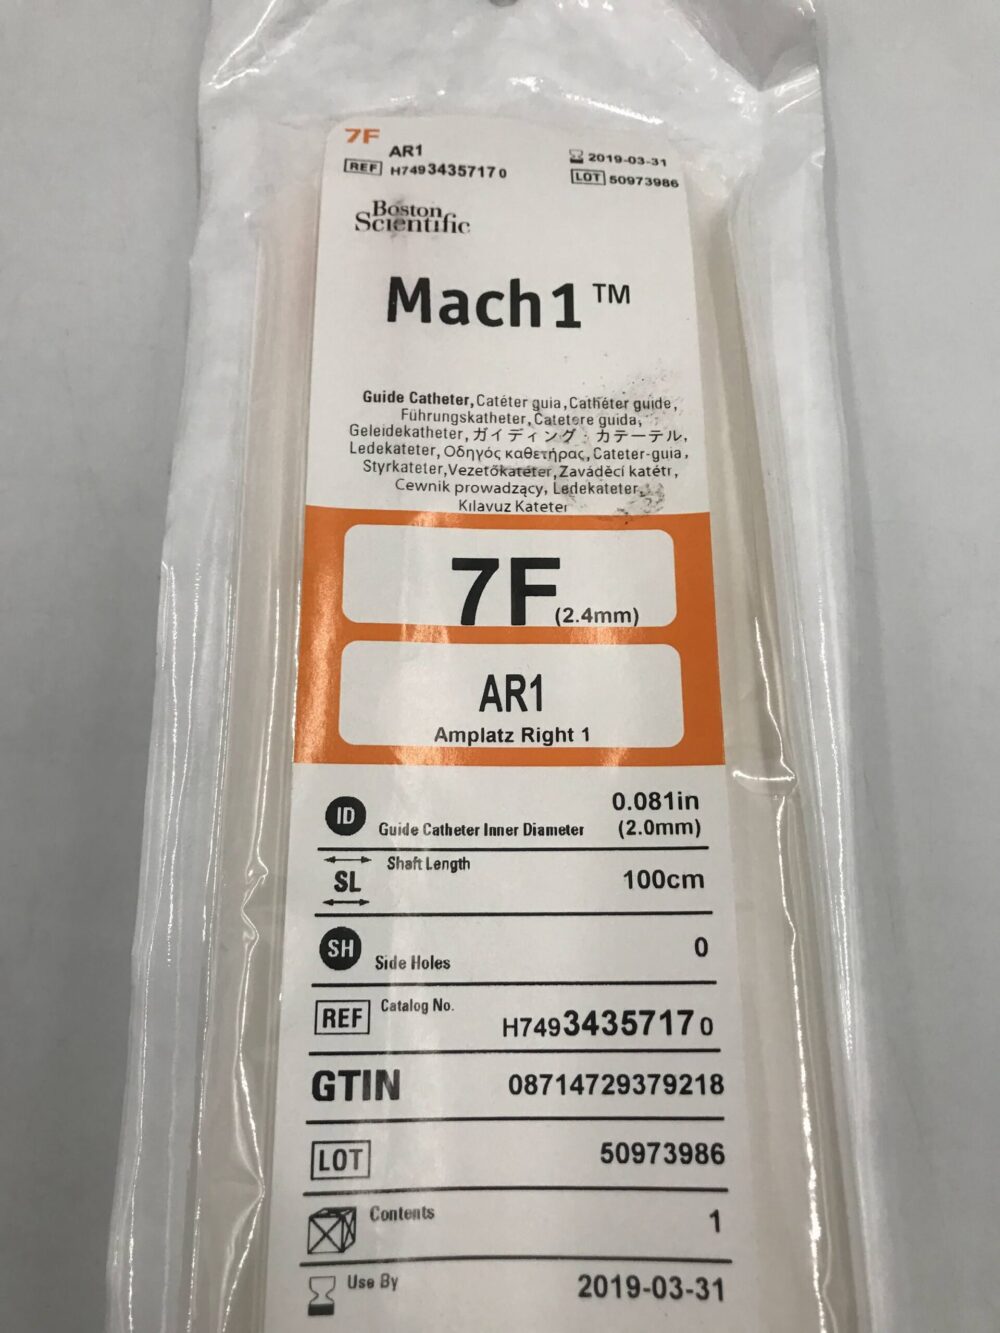 7F
AR1
REF H74934357170
2019-03-31
LOT 50973986
Boston
Scientific
Mach1™
Guide Catheter, Catéter guia, Cathéter guide,
Führungskatheter, Catetere guida,
Geleidekatheter, ガイディング・カテーテル,
Ledekateter, Οδηγός καθετήρας, Cateter-guia,
Styrkateter, Vezetőkatéter, Zaváděcí katétr,
Cewnik prowadzący, Ledekateter,
Kılavuz Kateter
7F (2.4mm)
AR1
Amplatz Right 1
ID Guide Catheter Inner Diameter 0.081in
(2.0mm)
SL Shaft Length 100cm
SH Side Holes 0
REF Catalog No. H74934357170
GTIN 08714729379218
LOT 50973986
Contents 1
Use By 2019-03-31